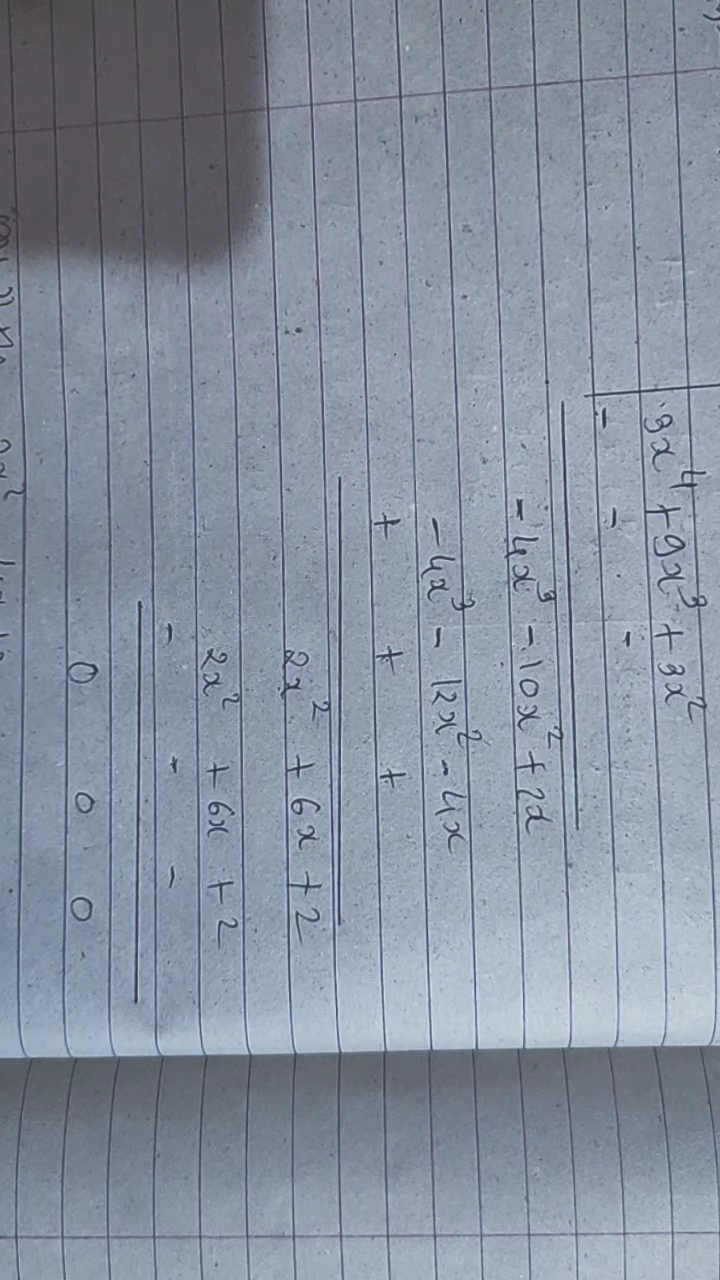 3x⁴ + 9x³ + 3x²
- - -
- 4x³ - 10x² + 2x
- 4x³ - 12x² - 4x
+ + +
2x² + 6x + 2
2x² + 6x + 2
- - -
0 0 0